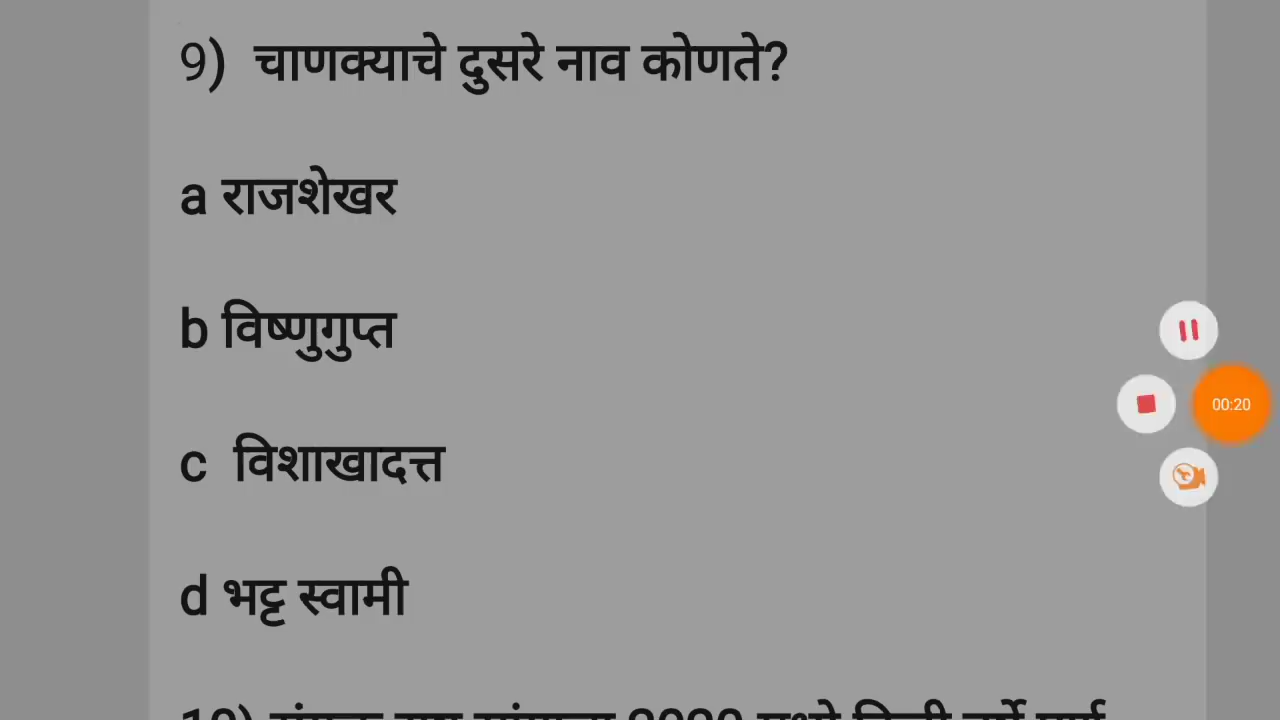 9) चाणक्याचे दुसरे नाव कोणते?
a राजशेखर
b विष्णुगुप्त
c विशाखादत्त
d भट्ट स्वामी
00:20